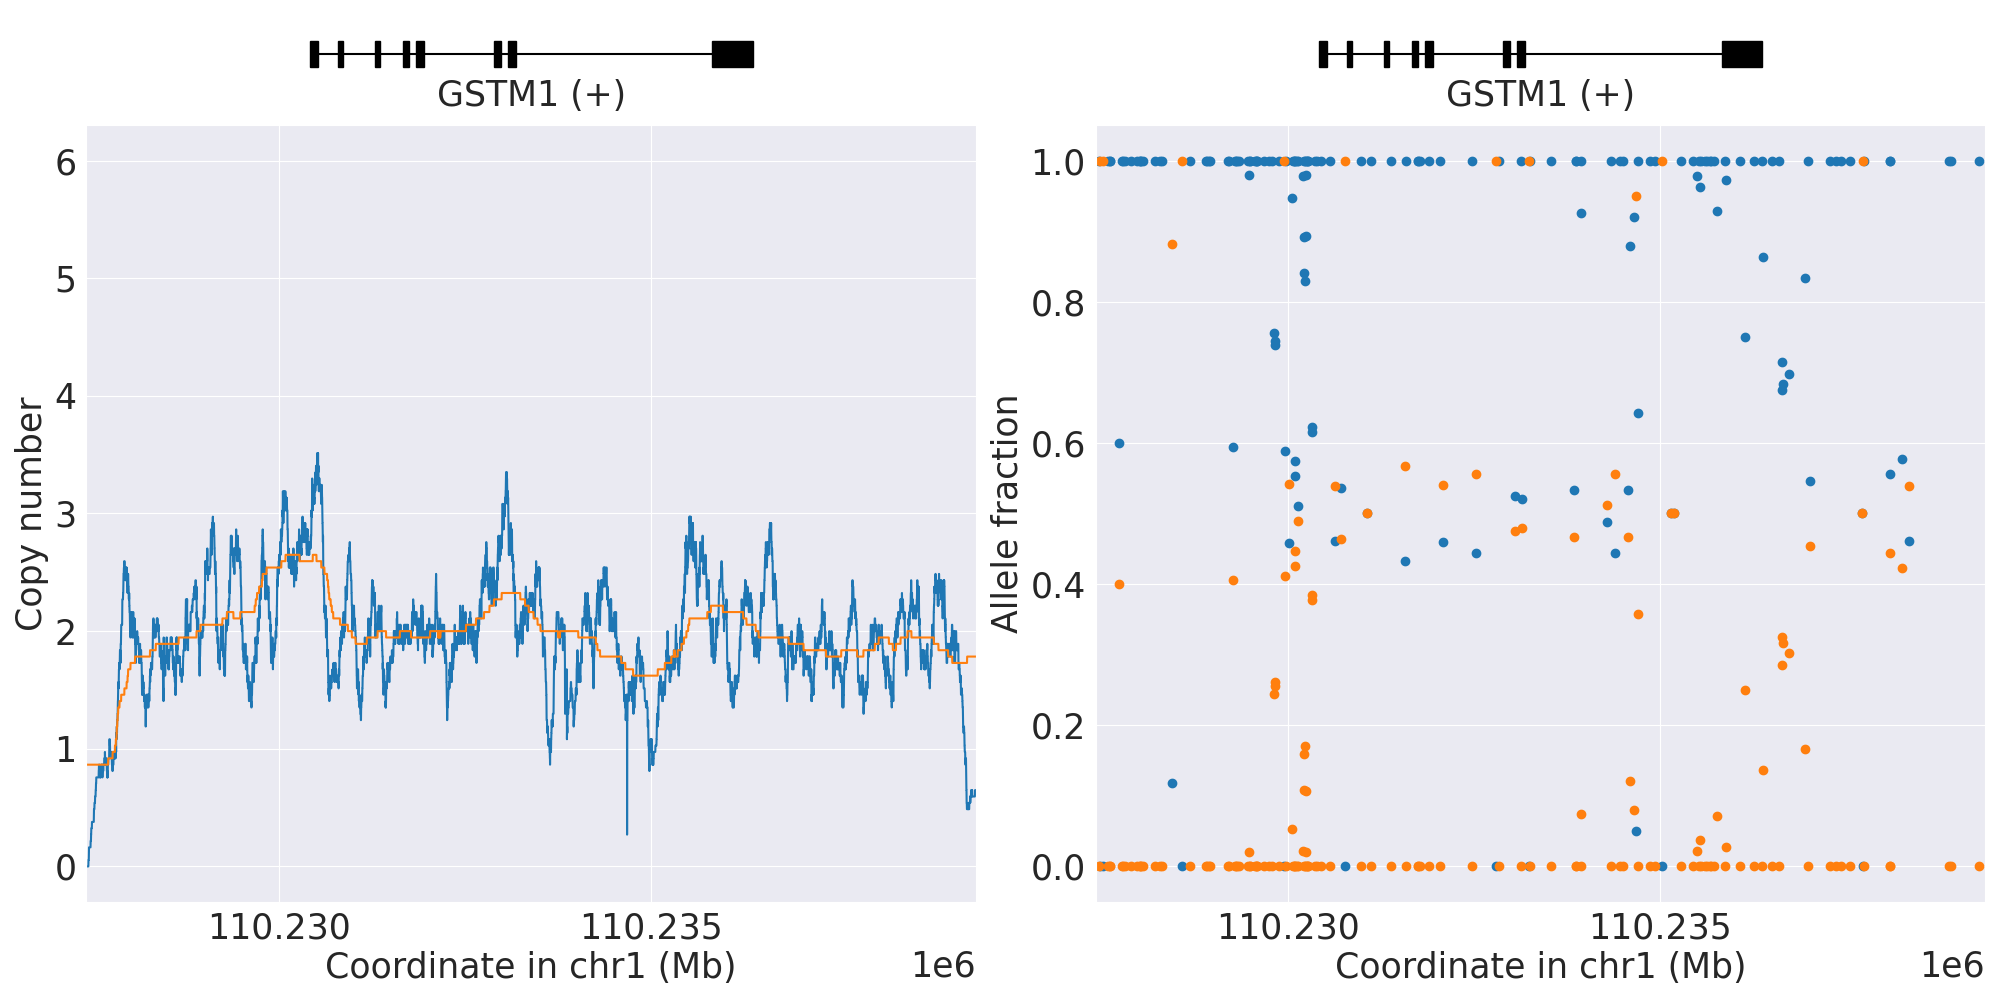 GSTM1 (+)
6
5
4
3
2
1
0
Copy number
110.230
110.235
Coordinate in chr1 (Mb)
1e6
GSTM1 (+)
1.0
0.8
0.6
0.4
0.2
0.0
Allele fraction
110.230
110.235
Coordinate in chr1 (Mb)
1e6